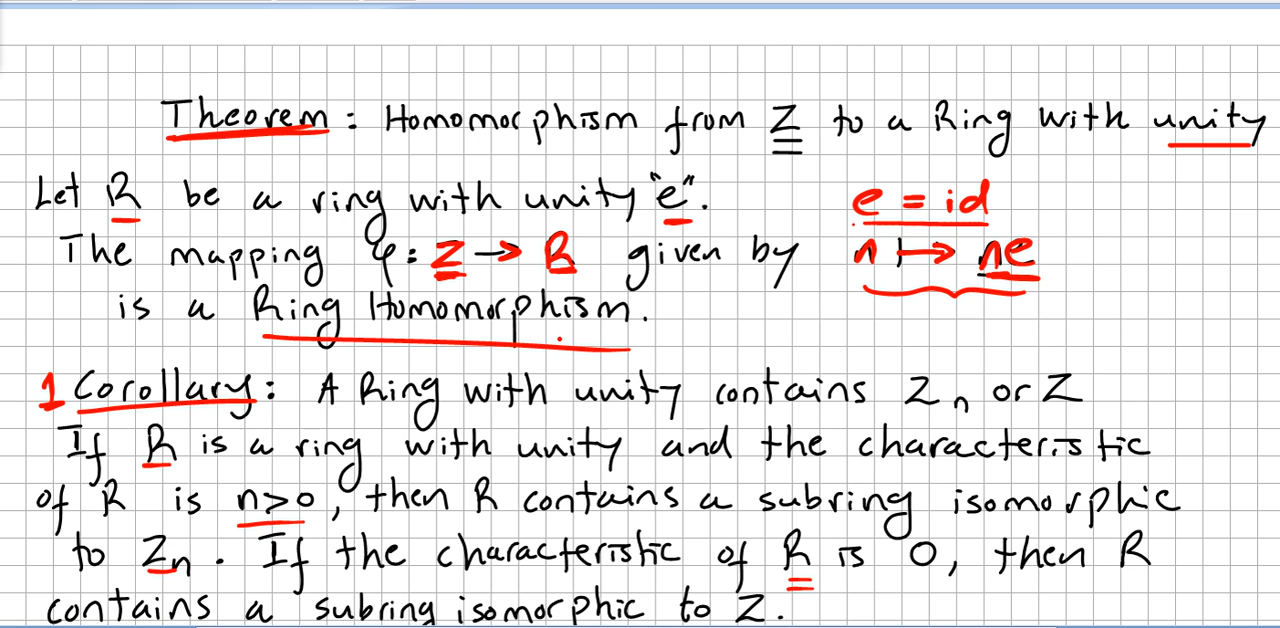 Theorem: Homomorphism from Z to a Ring with unity
Let R be a ring with unity "e". e = id
The mapping φ: Z → R given by n ↦ ne
is a Ring Homomorphism.
1 Corollary: A Ring with unity contains Zn or Z
If R is a ring with unity and the characteristic
of R is n>0, then R contains a subring isomorphic
to Zn. If the characteristic of R is 0, then R
contains a subring isomorphic to Z.